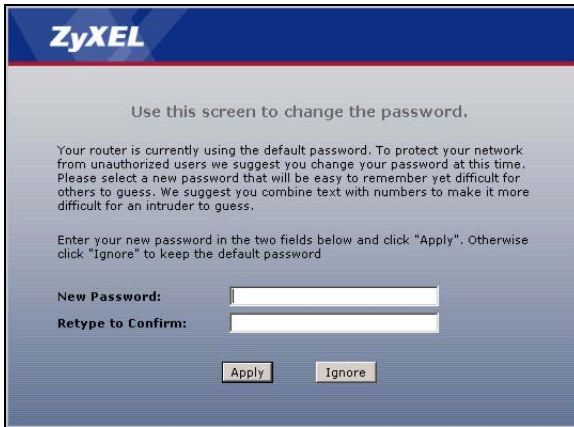 ZyXEL
Use this screen to change the password.
Your router is currently using the default password. To protect your network
from unauthorized users we suggest you change your password at this time.
Please select a new password that will be easy to remember yet difficult for
others to guess. We suggest you combine text with numbers to make it more
difficult for an intruder to guess.
Enter your new password in the two fields below and click "Apply". Otherwise
click "Ignore" to keep the default password
New Password:
Retype to Confirm:
Apply Ignore